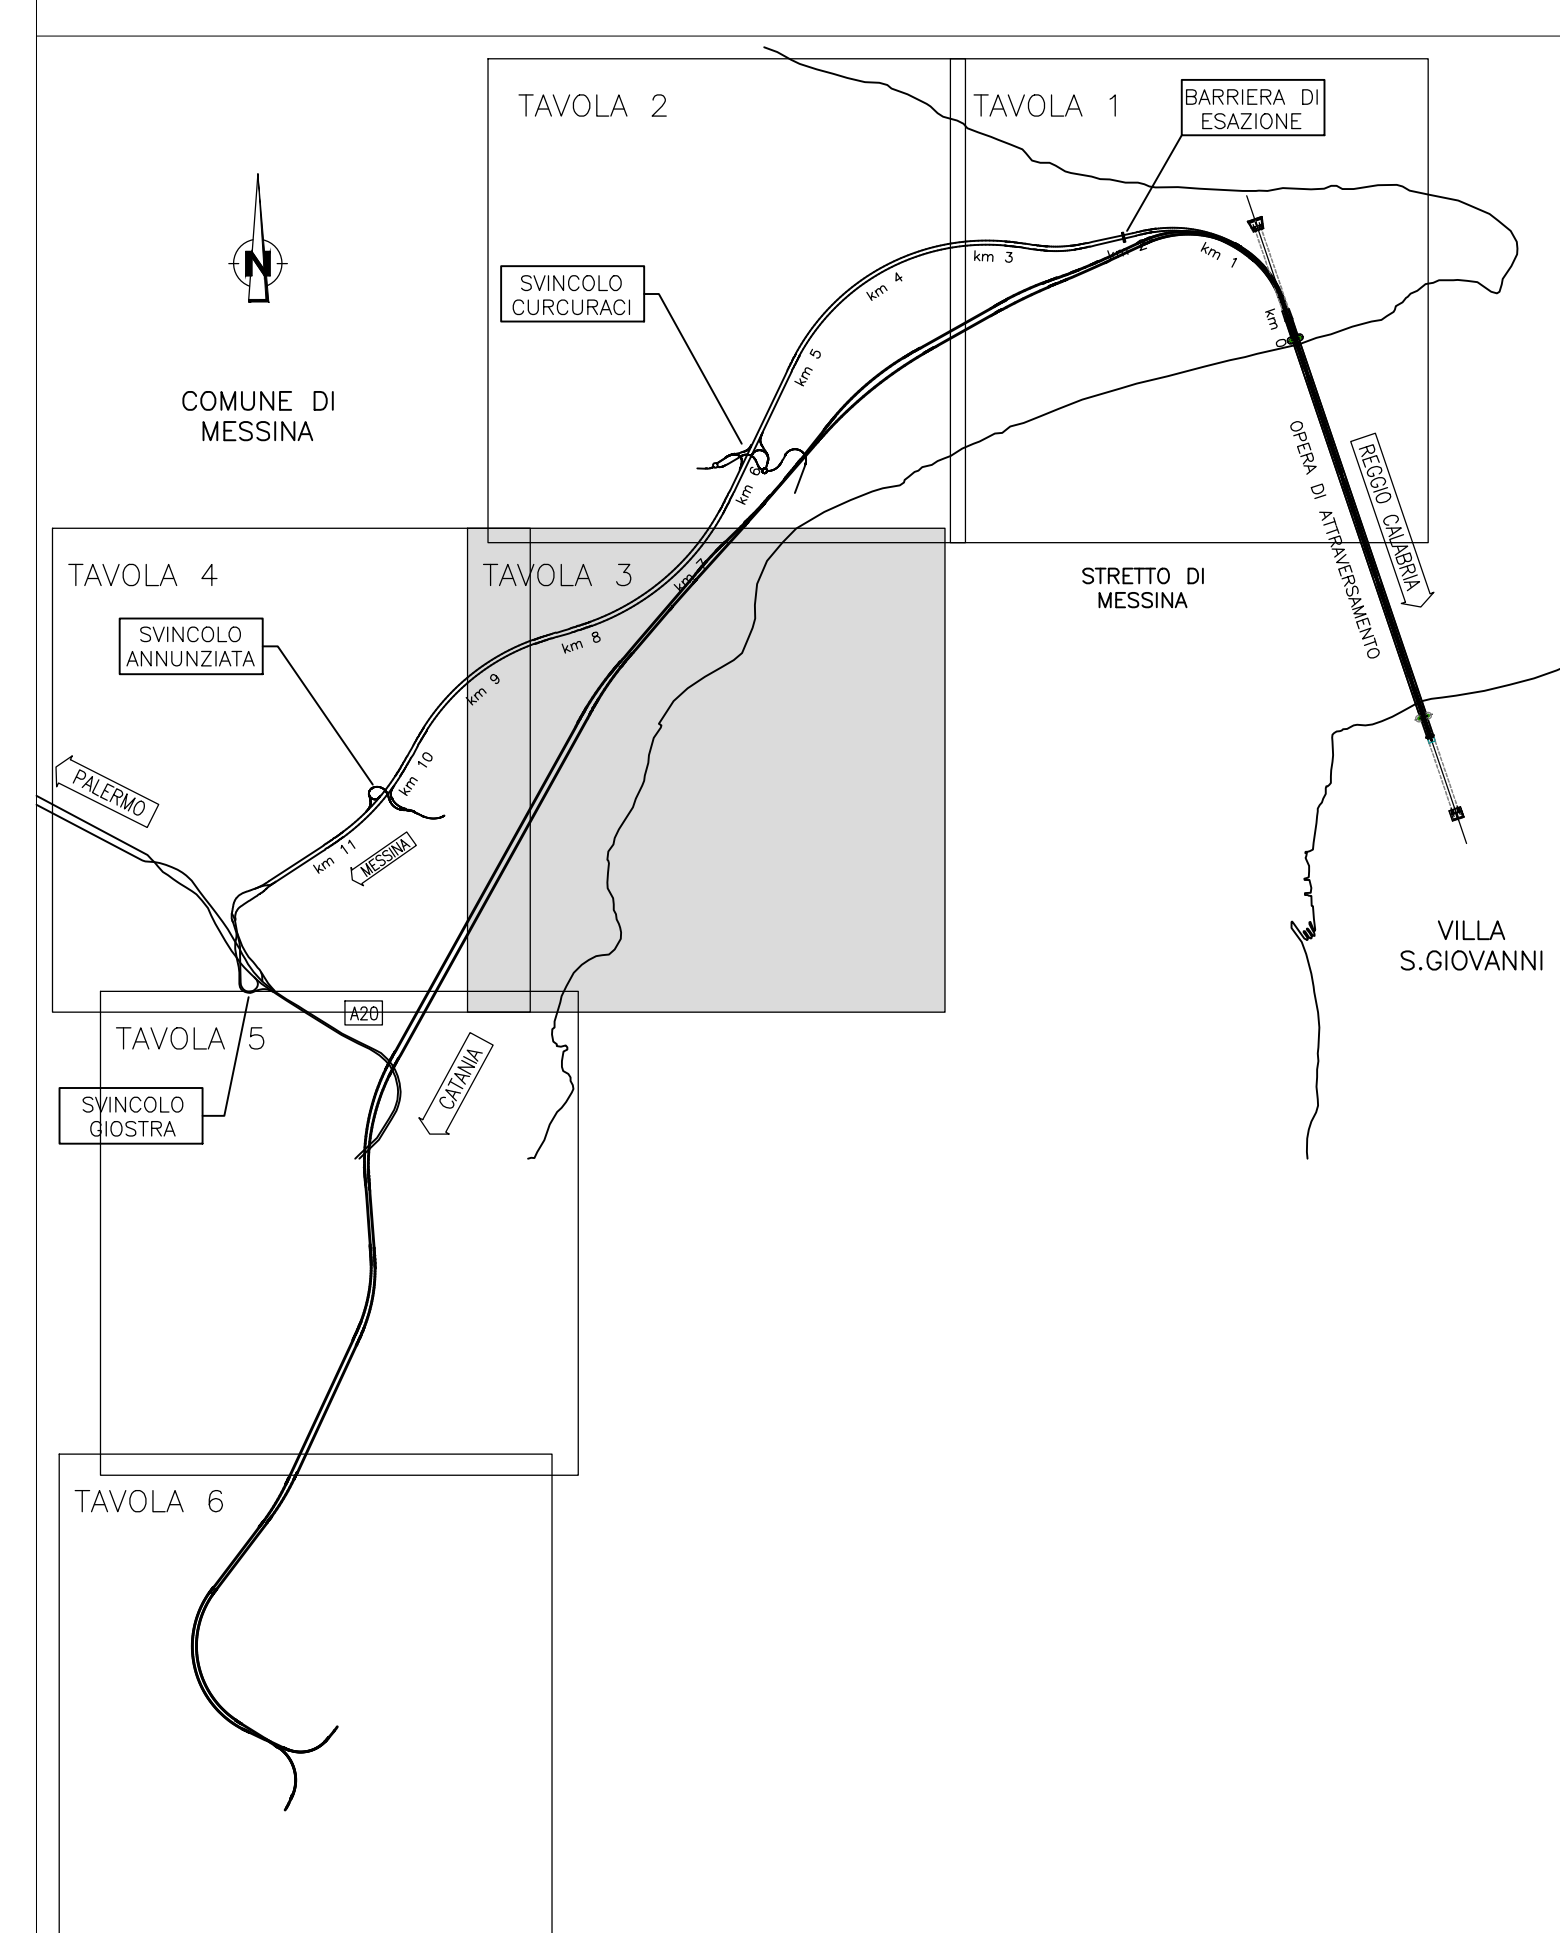 TAVOLA 2
TAVOLA 1
BARRIERA DI
ESAZIONE
N
SVINCOLO
CURCURACI
km 0
km 1
km 2
km 3
km 4
km 5
km 6
COMUNE DI
MESSINA
OPERA DI ATTRAVERSAMENTO
REGGIO CALABRIA
TAVOLA 4
TAVOLA 3
km 7
STRETTO DI
MESSINA
SVINCOLO
ANNUNZIATA
km 8
km 9
km 10
km 11
PALERMO
MESSINA
VILLA
S.GIOVANNI
A20
TAVOLA 5
CATANIA
SVINCOLO
GIOSTRA
TAVOLA 6